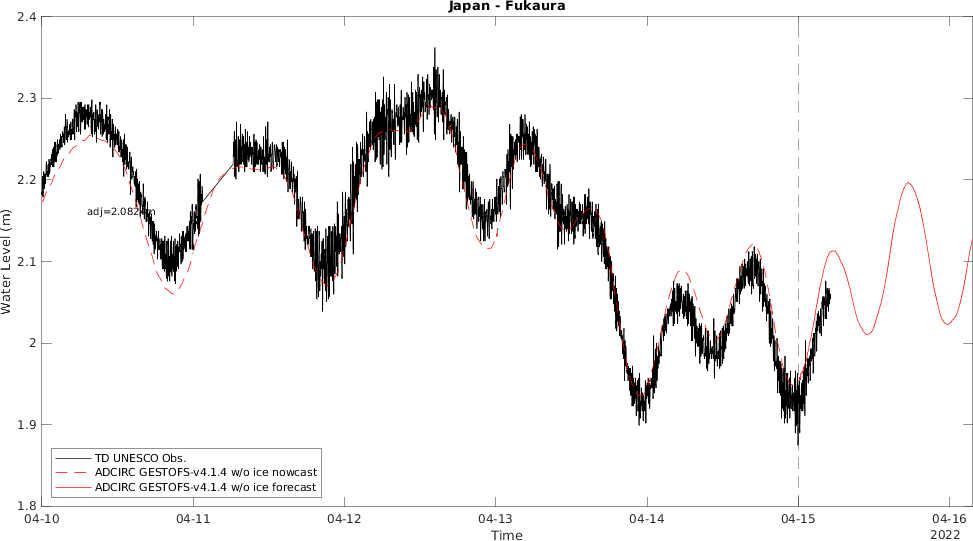 Japan - Fukaura
2.4
2.3
2.2
2.1
2
1.9
1.8
Water Level (m)
adj=2.082 m
TD UNESCO Obs.
ADCIRC GESTOFS-v4.1.4 w/o ice nowcast
ADCIRC GESTOFS-v4.1.4 w/o ice forecast
04-10
04-11
04-12
04-13
04-14
04-15
04-16
Time
2022